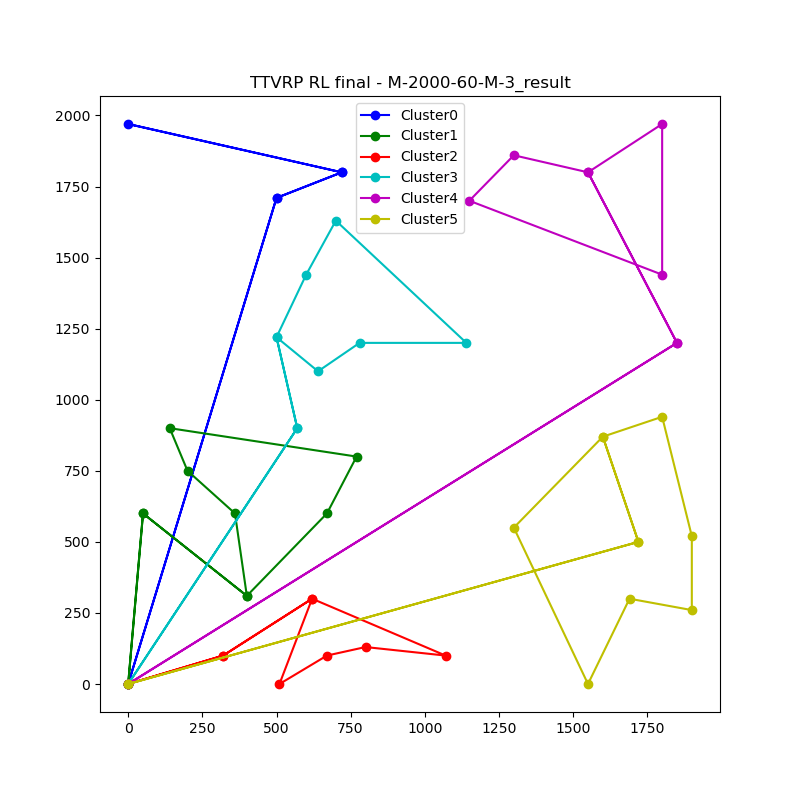 TTVRP RL final - M-2000-60-M-3_result
Cluster0
Cluster1
Cluster2
Cluster3
Cluster4
Cluster5
2000
1750
1500
1250
1000
750
500
250
0
0 250 500 750 1000 1250 1500 1750